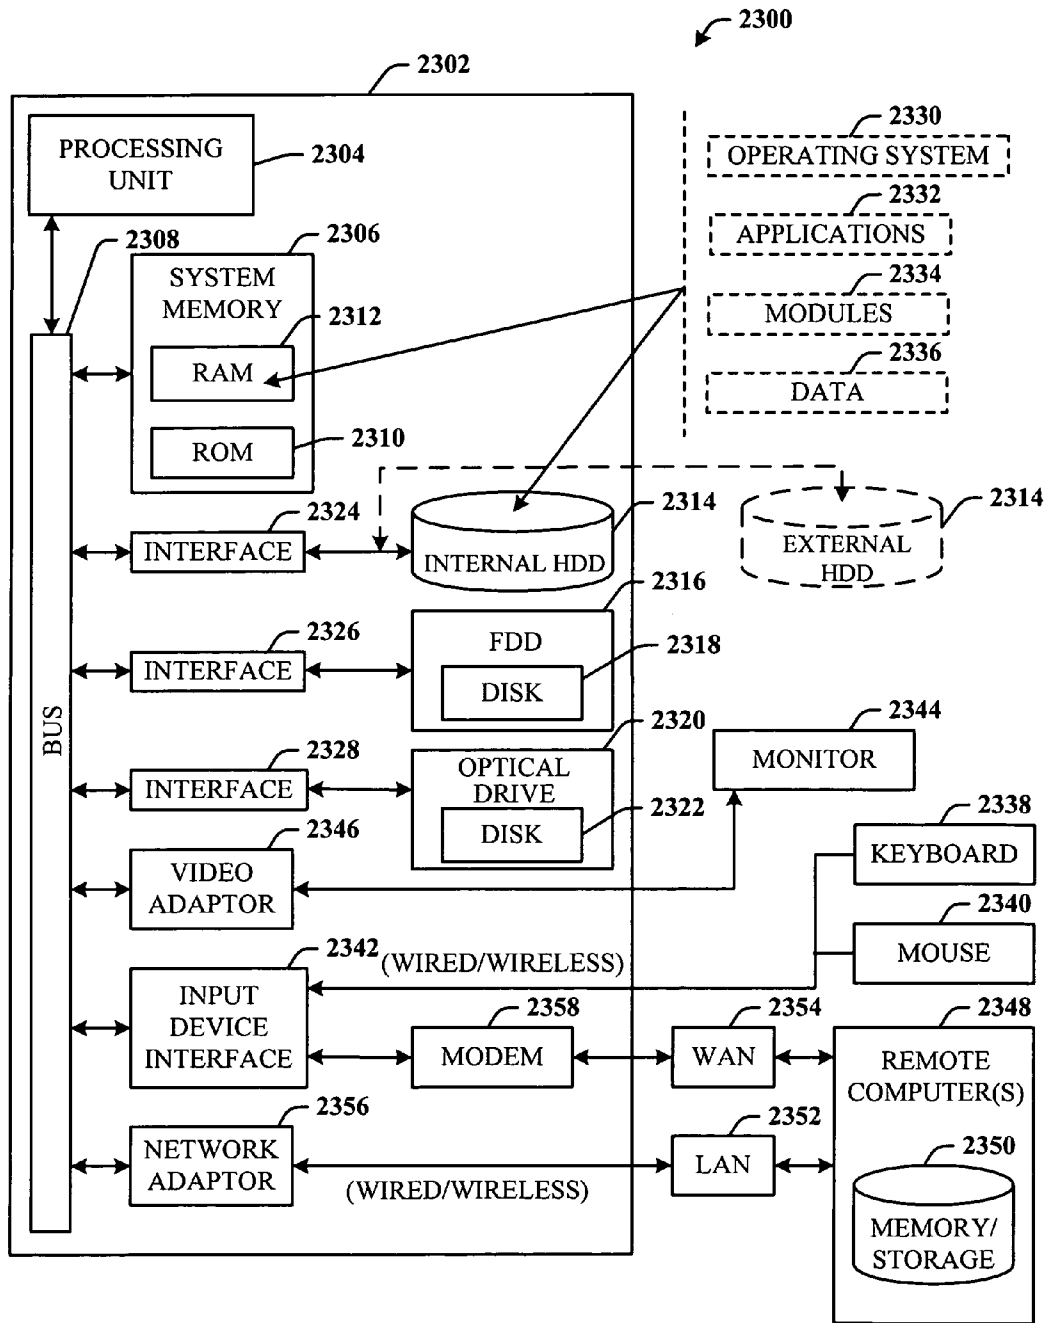 2300
2302
PROCESSING
UNIT
2304
2308
2306
SYSTEM
MEMORY
2312
RAM
2310
ROM
2330
OPERATING SYSTEM
2332
APPLICATIONS
2334
MODULES
2336
DATA
BUS
2324
INTERFACE
2314
INTERNAL HDD
2314
EXTERNAL
HDD
2326
INTERFACE
2316
FDD
2318
DISK
2328
INTERFACE
2320
OPTICAL
DRIVE
2322
DISK
2344
MONITOR
2346
VIDEO
ADAPTOR
2338
KEYBOARD
2340
MOUSE
2342
INPUT
DEVICE
INTERFACE
(WIRED/WIRELESS)
2358
MODEM
2354
WAN
2348
REMOTE
COMPUTER(S)
2356
NETWORK
ADAPTOR
(WIRED/WIRELESS)
2352
LAN
2350
MEMORY/
STORAGE